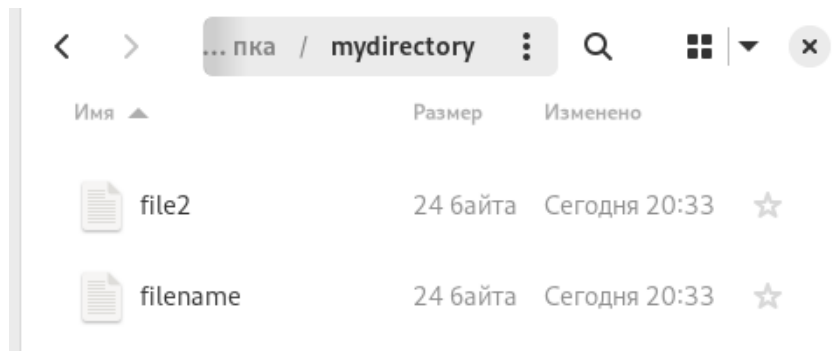 … пка / mydirectory
Имя Размер Изменено
file2 24 байта Сегодня 20:33
filename 24 байта Сегодня 20:33